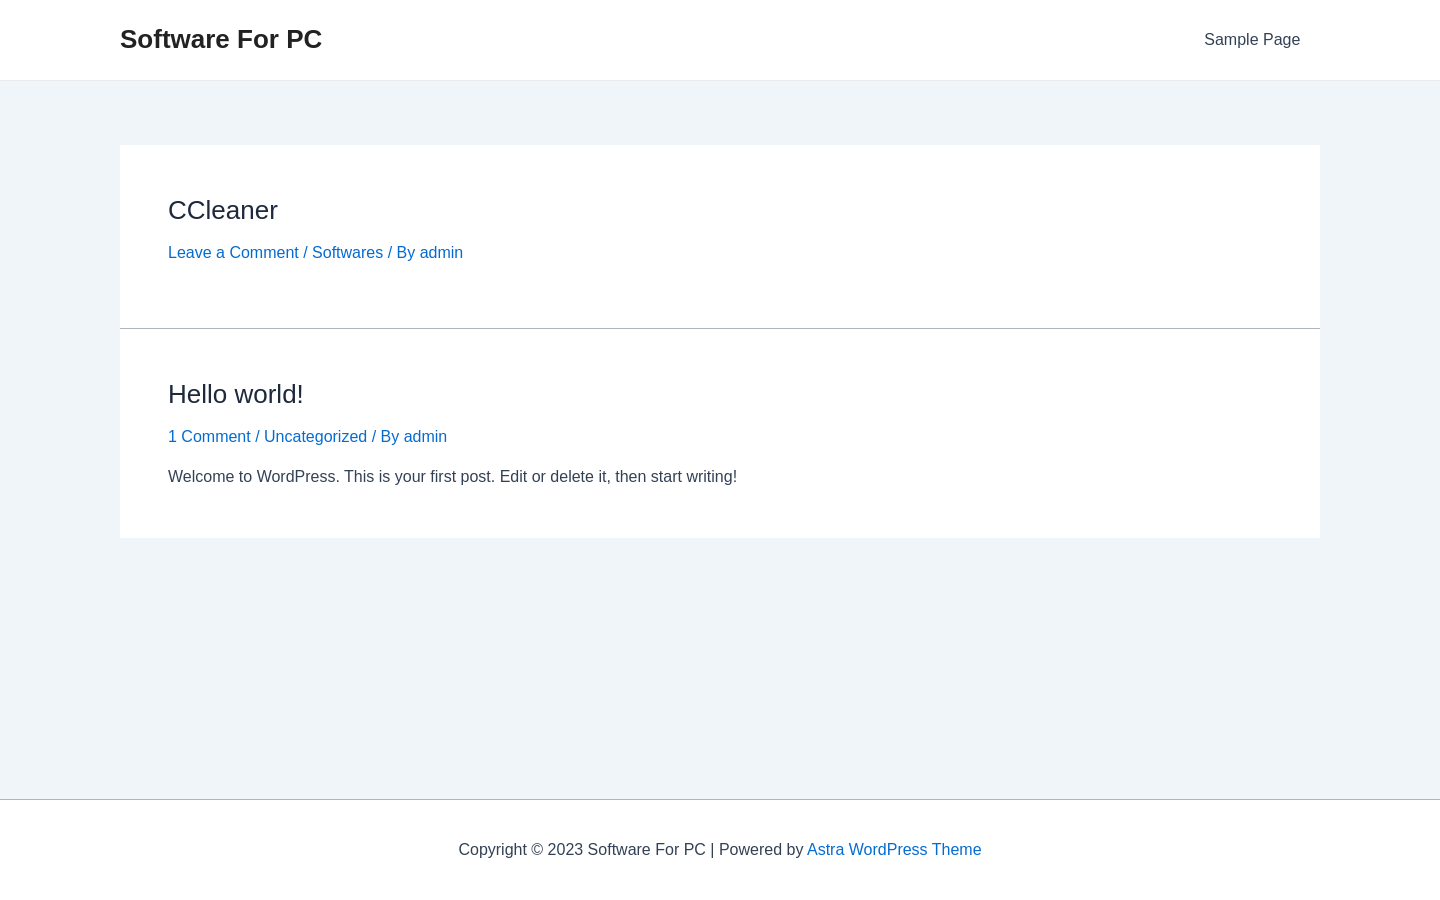 Software For PC
Sample Page
CCleaner
Leave a Comment / Softwares / By admin
Hello world!
1 Comment / Uncategorized / By admin
Welcome to WordPress. This is your first post. Edit or delete it, then start writing!
Copyright © 2023 Software For PC | Powered by Astra WordPress Theme